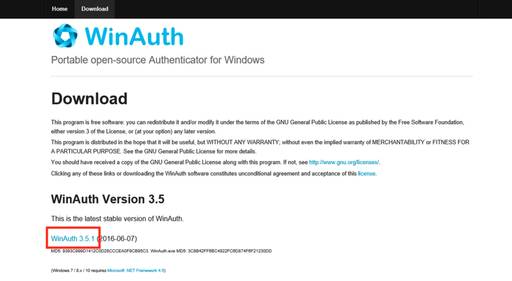 Home Download
WinAuth
Portable open-source Authenticator for Windows
Download
This program is free software: you can redistribute it and/or modify it under the terms of the GNU General Public License as published by the Free Software Foundation,
either version 3 of the License, or (at your option) any later version.
This program is distributed in the hope that it will be useful, but WITHOUT ANY WARRANTY; without even the implied warranty of MERCHANTABILITY or FITNESS FOR
A PARTICULAR PURPOSE. See the GNU General Public License for more details.
You should have received a copy of the GNU General Public License along with this program. If not, see http://www.gnu.org/licenses/.
Clicking any of these links or downloading the WinAuth software constitutes unconditional agreement and acceptance of this license.
WinAuth Version 3.5
This is the latest stable version of WinAuth.
WinAuth 3.5.1 (2016-06-07)
MD5: WinAuth.exe MD5:
(Windows 7 / 8.x / 10 requires Microsoft .NET Framework 4.5)